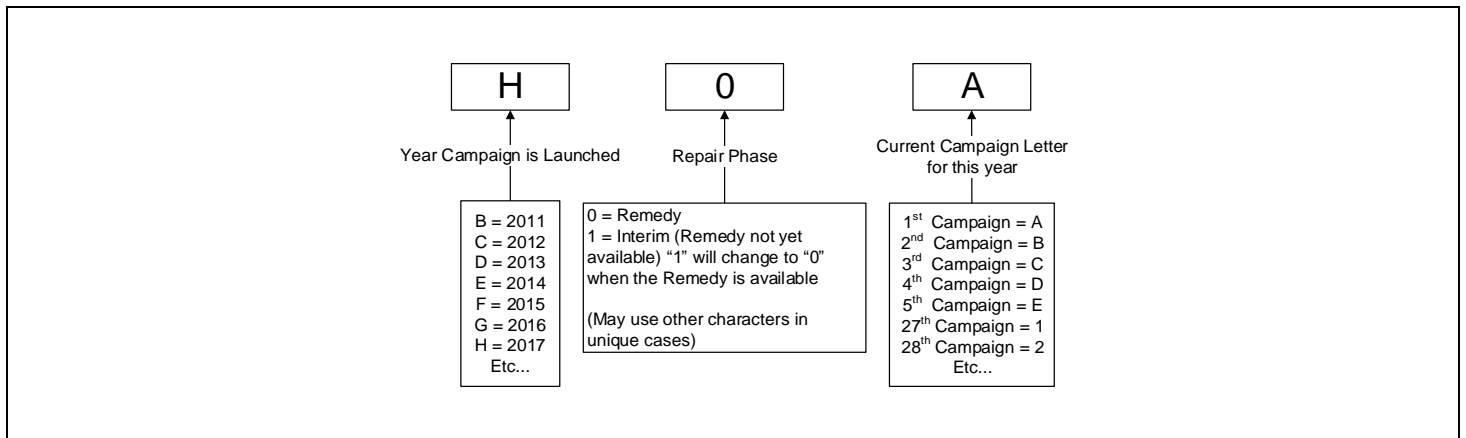 H
0
A
Year Campaign is Launched
Repair Phase
Current Campaign Letter
for this year
B = 2011
C = 2012
D = 2013
E = 2014
F = 2015
G = 2016
H = 2017
Etc...
0 = Remedy
1 = Interim (Remedy not yet
available) “1” will change to “0”
when the Remedy is available
(May use other characters in
unique cases)
1st Campaign = A
2nd Campaign = B
3rd Campaign = C
4th Campaign = D
5th Campaign = E
27th Campaign = 1
28th Campaign = 2
Etc...